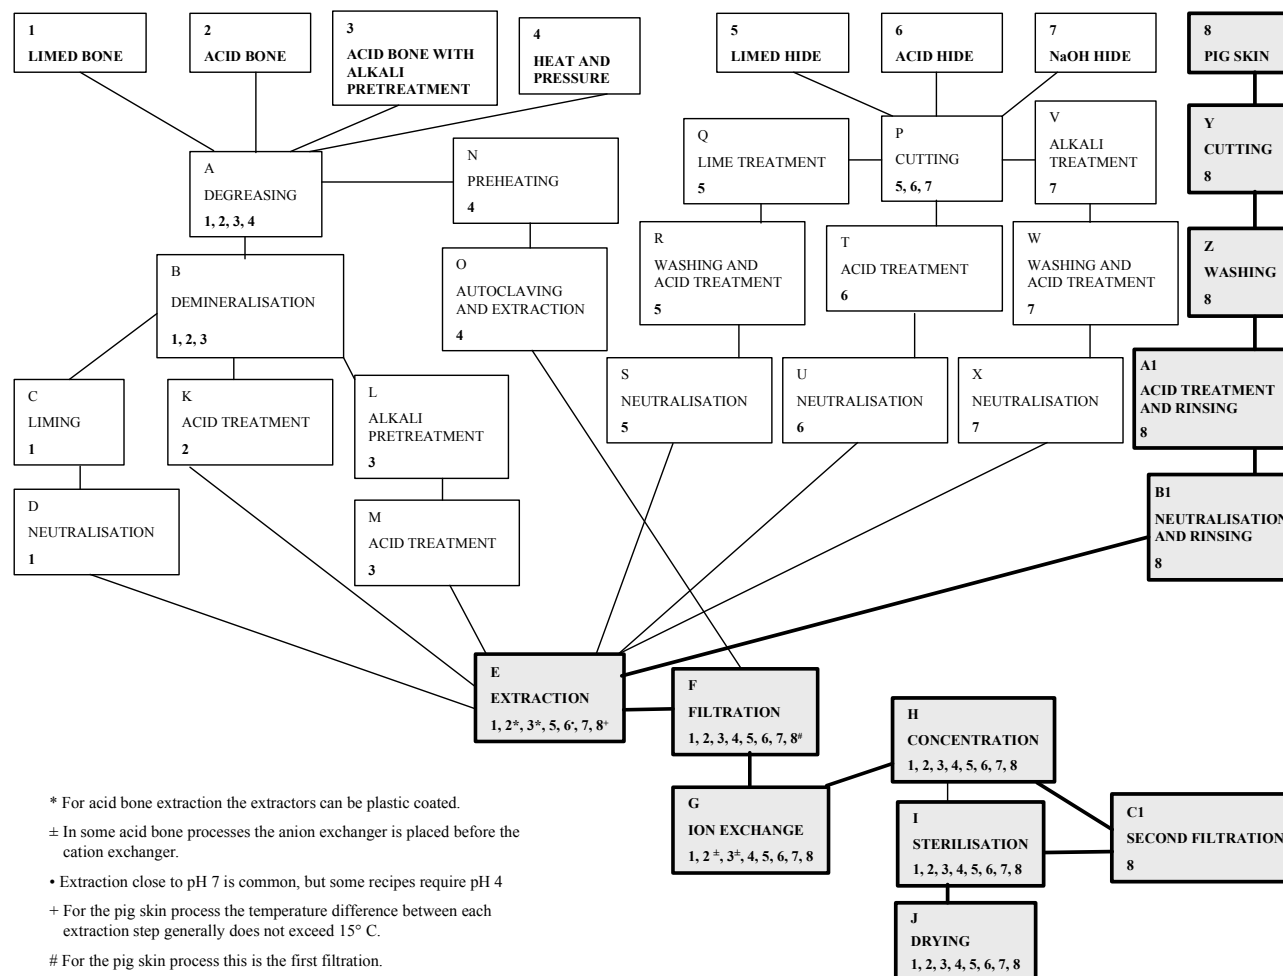 1
LIMED BONE
2
ACID BONE
3
ACID BONE WITH
ALKALI
PRETREATMENT
4
HEAT AND
PRESSURE
5
LIMED HIDE
6
ACID HIDE
7
NaOH HIDE
8
PIG SKIN
A
DEGREASING
1, 2, 3, 4
N
PREHEATING
4
Q
LIME TREATMENT
5
P
CUTTING
5, 6, 7
V
ALKALI
TREATMENT
7
Y
CUTTING
8
B
DEMINERALISATION
1, 2, 3
O
AUTOCLAVING
AND EXTRACTION
4
R
WASHING AND
ACID TREATMENT
5
T
ACID TREATMENT
6
W
WASHING AND
ACID TREATMENT
7
Z
WASHING
8
C
LIMING
1
K
ACID TREATMENT
2
L
ALKALI
PRETREATMENT
3
S
NEUTRALISATION
5
U
NEUTRALISATION
6
X
NEUTRALISATION
7
A1
ACID TREATMENT
AND RINSING
8
D
NEUTRALISATION
1
M
ACID TREATMENT
3
B1
NEUTRALISATION
AND RINSING
8
E
EXTRACTION
1, 2*, 3*, 5, 6•, 7, 8+
F
FILTRATION
1, 2, 3, 4, 5, 6, 7, 8#
G
ION EXCHANGE
1, 2 ±, 3±, 4, 5, 6, 7, 8
H
CONCENTRATION
1, 2, 3, 4, 5, 6, 7, 8
I
STERILISATION
1, 2, 3, 4, 5, 6, 7, 8
C1
SECOND FILTRATION
8
J
DRYING
1, 2, 3, 4, 5, 6, 7, 8
* For acid bone extraction the extractors can be plastic coated.
± In some acid bone processes the anion exchanger is placed before the
cation exchanger.
• Extraction close to pH 7 is common, but some recipes require pH 4
+ For the pig skin process the temperature difference between each
extraction step generally does not exceed 15° C.
# For the pig skin process this is the first filtration.